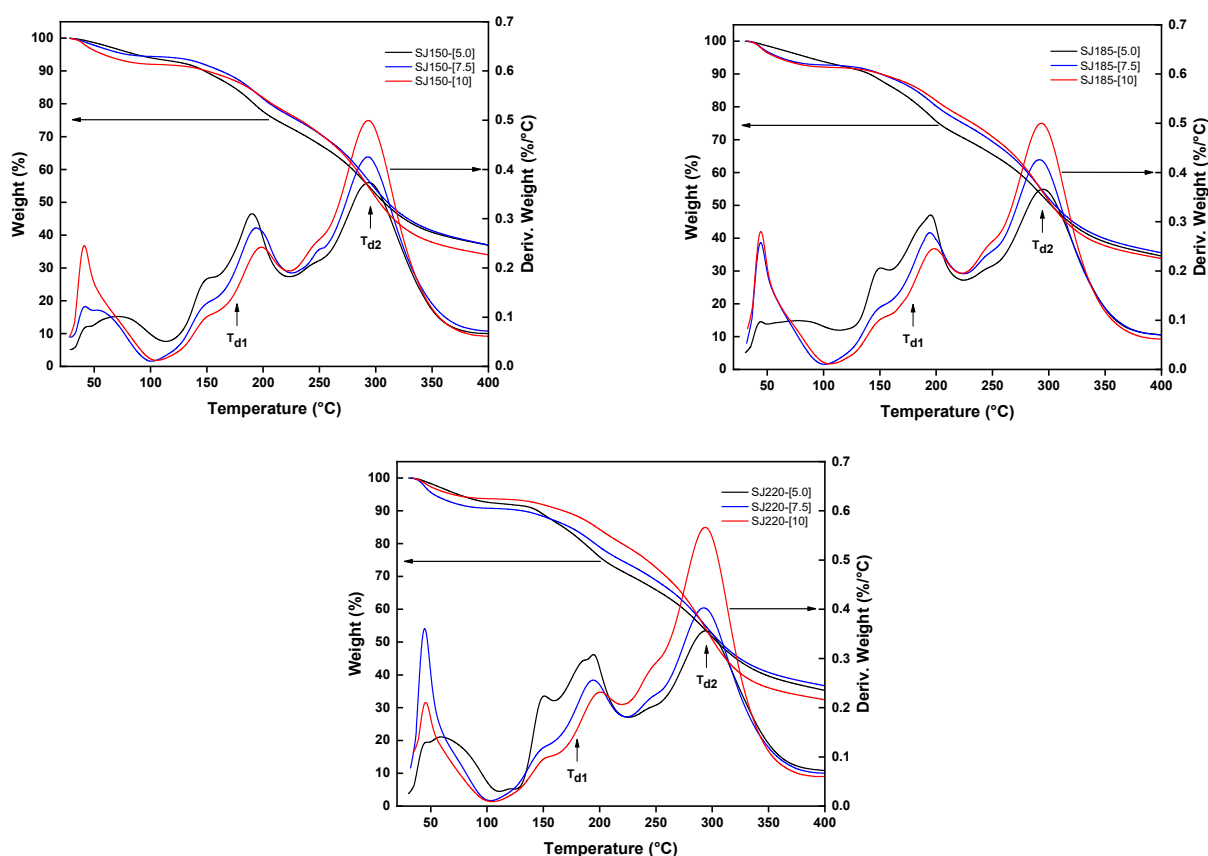 100
90
80
70
60
50
40
30
20
10
0
Weight (%)
0.7
0.6
0.5
0.4
0.3
0.2
0.1
0.0
Deriv. Weight (%/°C)
SJ150-[5.0]
SJ150-[7.5]
SJ150-[10]
Td1
Td2
50 100 150 200 250 300 350 400
Temperature (°C)
100
90
80
70
60
50
40
30
20
10
0
Weight (%)
0.7
0.6
0.5
0.4
0.3
0.2
0.1
0.0
Deriv. Weight (%/°C)
SJ185-[5.0]
SJ185-[7.5]
SJ185-[10]
Td1
Td2
50 100 150 200 250 300 350 400
Temperature (°C)
100
90
80
70
60
50
40
30
20
10
0
Weight (%)
0.7
0.6
0.5
0.4
0.3
0.2
0.1
0.0
Deriv. Weight (%/°C)
SJ220-[5.0]
SJ220-[7.5]
SJ220-[10]
Td1
Td2
50 100 150 200 250 300 350 400
Temperature (°C)